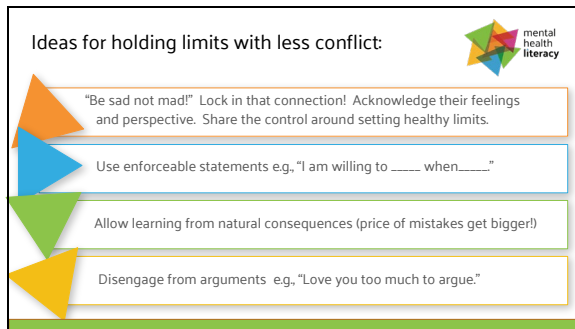 Ideas for holding limits with less conflict:
mental
health
literacy
“Be sad not mad!”  Lock in that connection!  Acknowledge their feelings
and perspective.  Share the control around setting healthy limits.
Use enforceable statements e.g., “I am willing to _____ when_____.”
Allow learning from natural consequences (price of mistakes get bigger!)
Disengage from arguments  e.g., “Love you too much to argue.”